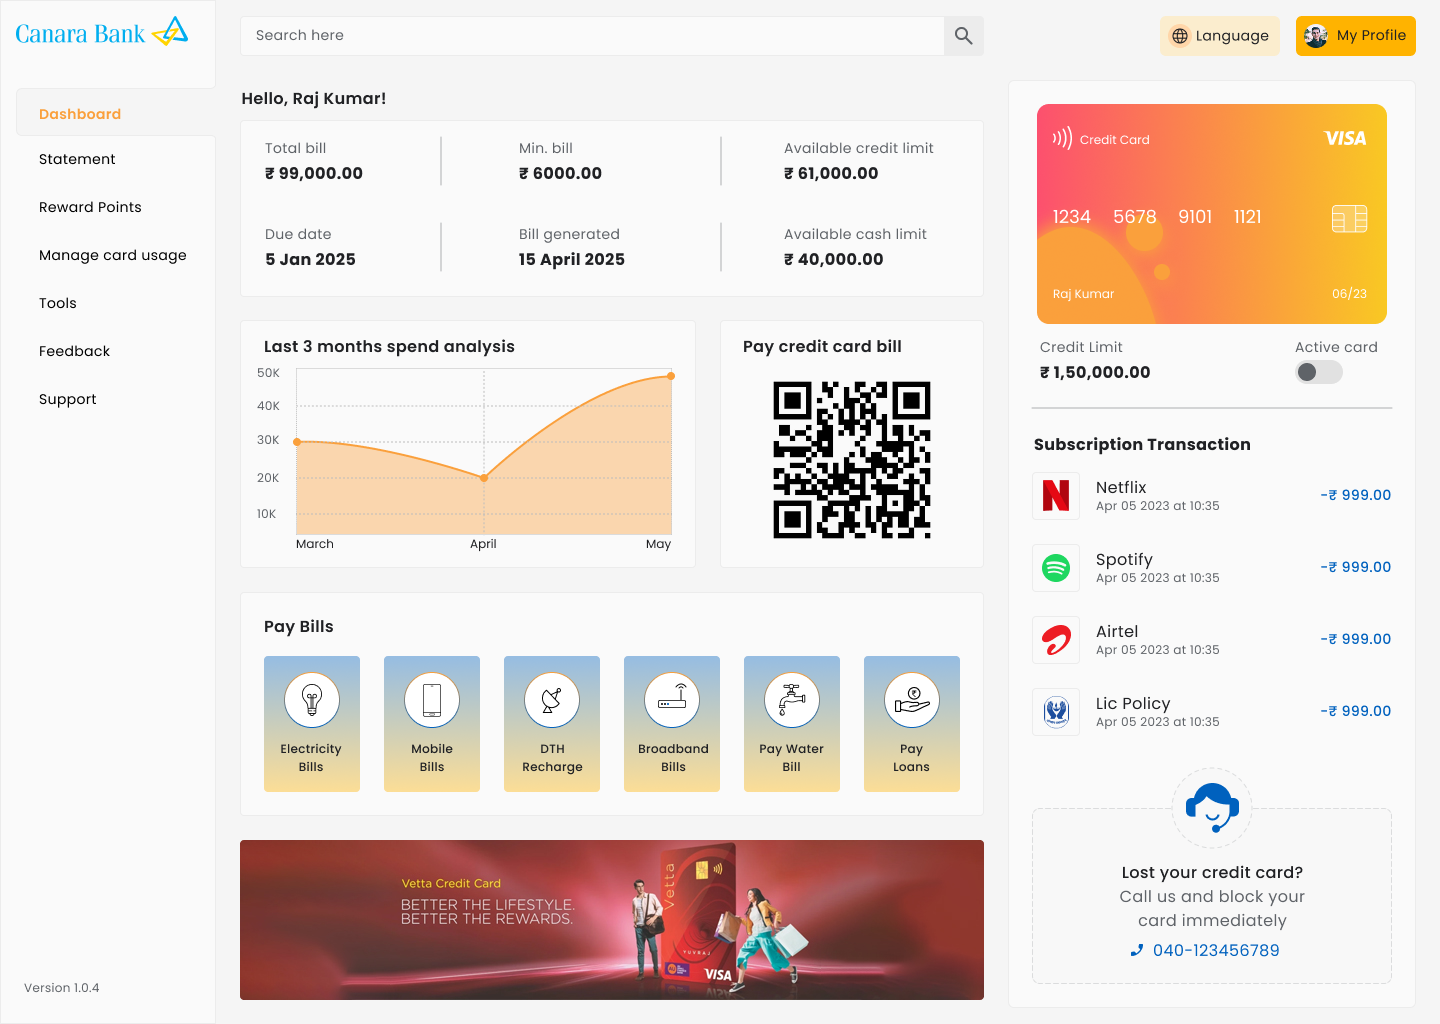 Canara Bank
Search here
Language
My Profile
Dashboard
Statement
Reward Points
Manage card usage
Tools
Feedback
Support
Version 1.0.4
Hello, Raj Kumar!
Total bill
₹ 99,000.00
Min. bill
₹ 6000.00
Available credit limit
₹ 61,000.00
Due date
5 Jan 2025
Bill generated
15 April 2025
Available cash limit
₹ 40,000.00
Last 3 months spend analysis
50K
40K
30K
20K
10K
March
April
May
Pay credit card bill
Pay Bills
Electricity
Bills
Mobile
Bills
DTH
Recharge
Broadband
Bills
Pay Water
Bill
Pay
Loans
Vetta Credit Card
BETTER THE LIFESTYLE.
BETTER THE REWARDS.
Vetta
YUVRAJ
VISA
Credit Card
VISA
1234 5678 9101 1121
Raj Kumar
06/23
Credit Limit
₹ 1,50,000.00
Active card
Subscription Transaction
Netflix
Apr 05 2023 at 10:35
-₹ 999.00
Spotify
Apr 05 2023 at 10:35
-₹ 999.00
Airtel
Apr 05 2023 at 10:35
-₹ 999.00
Lic Policy
Apr 05 2023 at 10:35
-₹ 999.00
Lost your credit card?
Call us and block your
card immediately
040-123456789